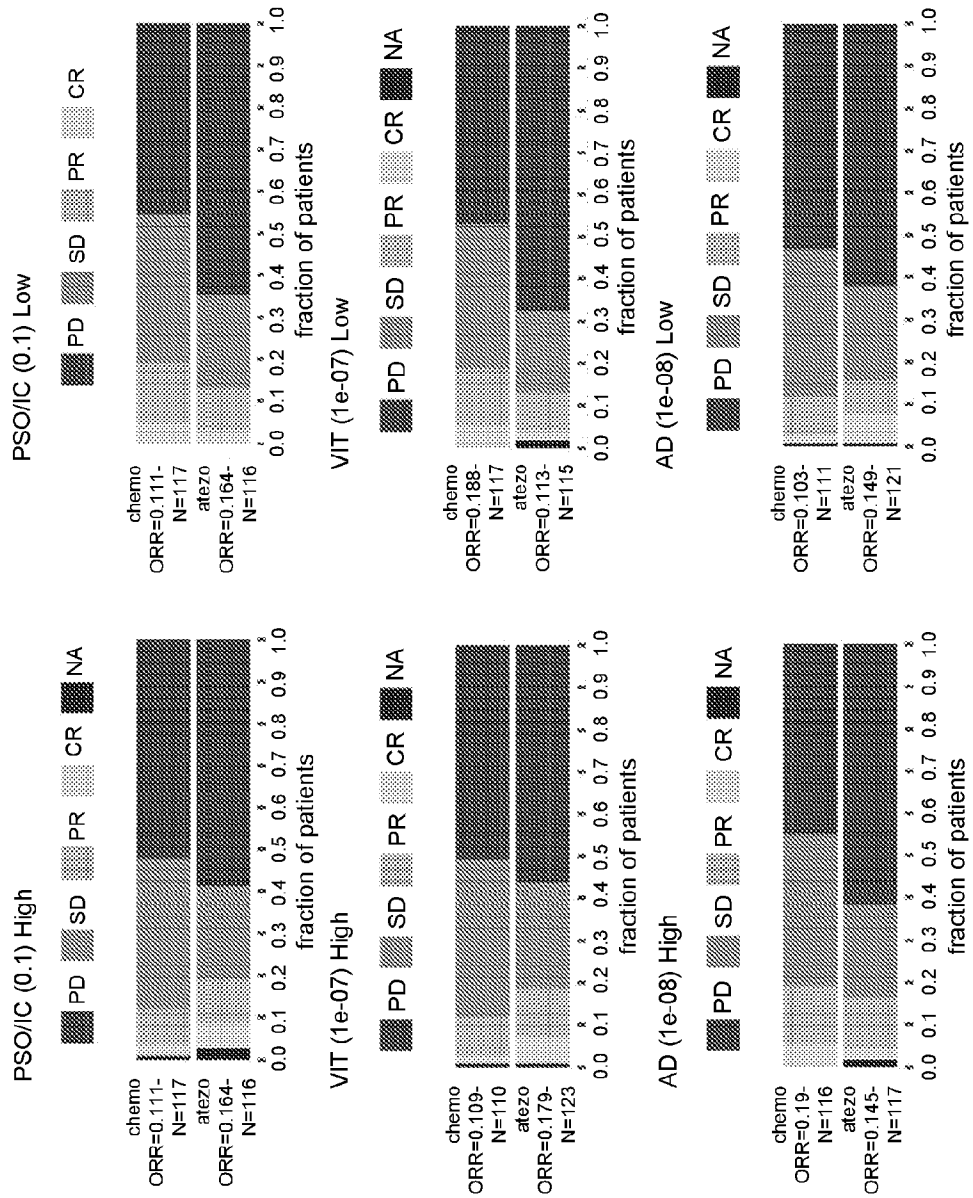 PSO/IC (0.1) High
PD SD PR CR NA
chemo
ORR=0.111-
N=117
atezo
ORR=0.164-
N=116
0.0 0.1 0.2 0.3 0.4 0.5 0.6 0.7 0.8 0.9 1.0
fraction of patients
PSO/IC (0.1) Low
PD SD PR CR
chemo
ORR=0.111-
N=117
atezo
ORR=0.164-
N=116
0.0 0.1 0.2 0.3 0.4 0.5 0.6 0.7 0.8 0.9 1.0
fraction of patients
VIT (1e-07) High
PD SD PR CR NA
chemo
ORR=0.109-
N=110
atezo
ORR=0.179-
N=123
0.0 0.1 0.2 0.3 0.4 0.5 0.6 0.7 0.8 0.9 1.0
fraction of patients
VIT (1e-07) Low
PD SD PR CR NA
chemo
ORR=0.188-
N=117
atezo
ORR=0.113-
N=115
0.0 0.1 0.2 0.3 0.4 0.5 0.6 0.7 0.8 0.9 1.0
fraction of patients
AD (1e-08) High
PD SD PR CR NA
chemo
ORR=0.19-
N=116
atezo
ORR=0.145-
N=117
0.0 0.1 0.2 0.3 0.4 0.5 0.6 0.7 0.8 0.9 1.0
fraction of patients
AD (1e-08) Low
PD SD PR CR NA
chemo
ORR=0.103-
N=111
atezo
ORR=0.149-
N=121
0.0 0.1 0.2 0.3 0.4 0.5 0.6 0.7 0.8 0.9 1.0
fraction of patients